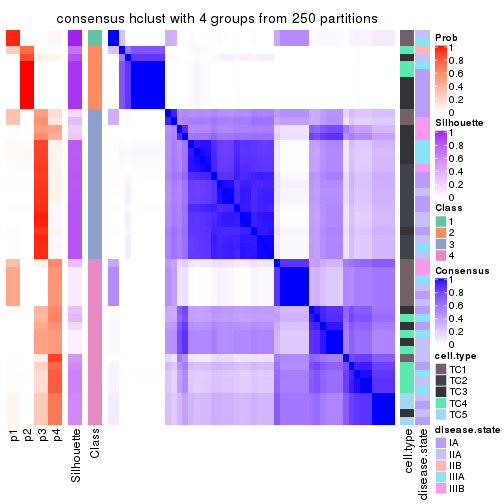 consensus hclust with 4 groups from 250 partitions
p1
p2
p3
p4
Silhouette
Class
cell.type
disease.state
Prob
1
0.8
0.6
0.4
0.2
0
Silhouette
1
0.8
0.6
0.4
0.2
0
Class
1
2
3
4
Consensus
1
0.8
0.6
0.4
0.2
0
cell.type
TC1
TC2
TC3
TC4
TC5
disease.state
IA
IIA
IIB
IIIA
IIIB